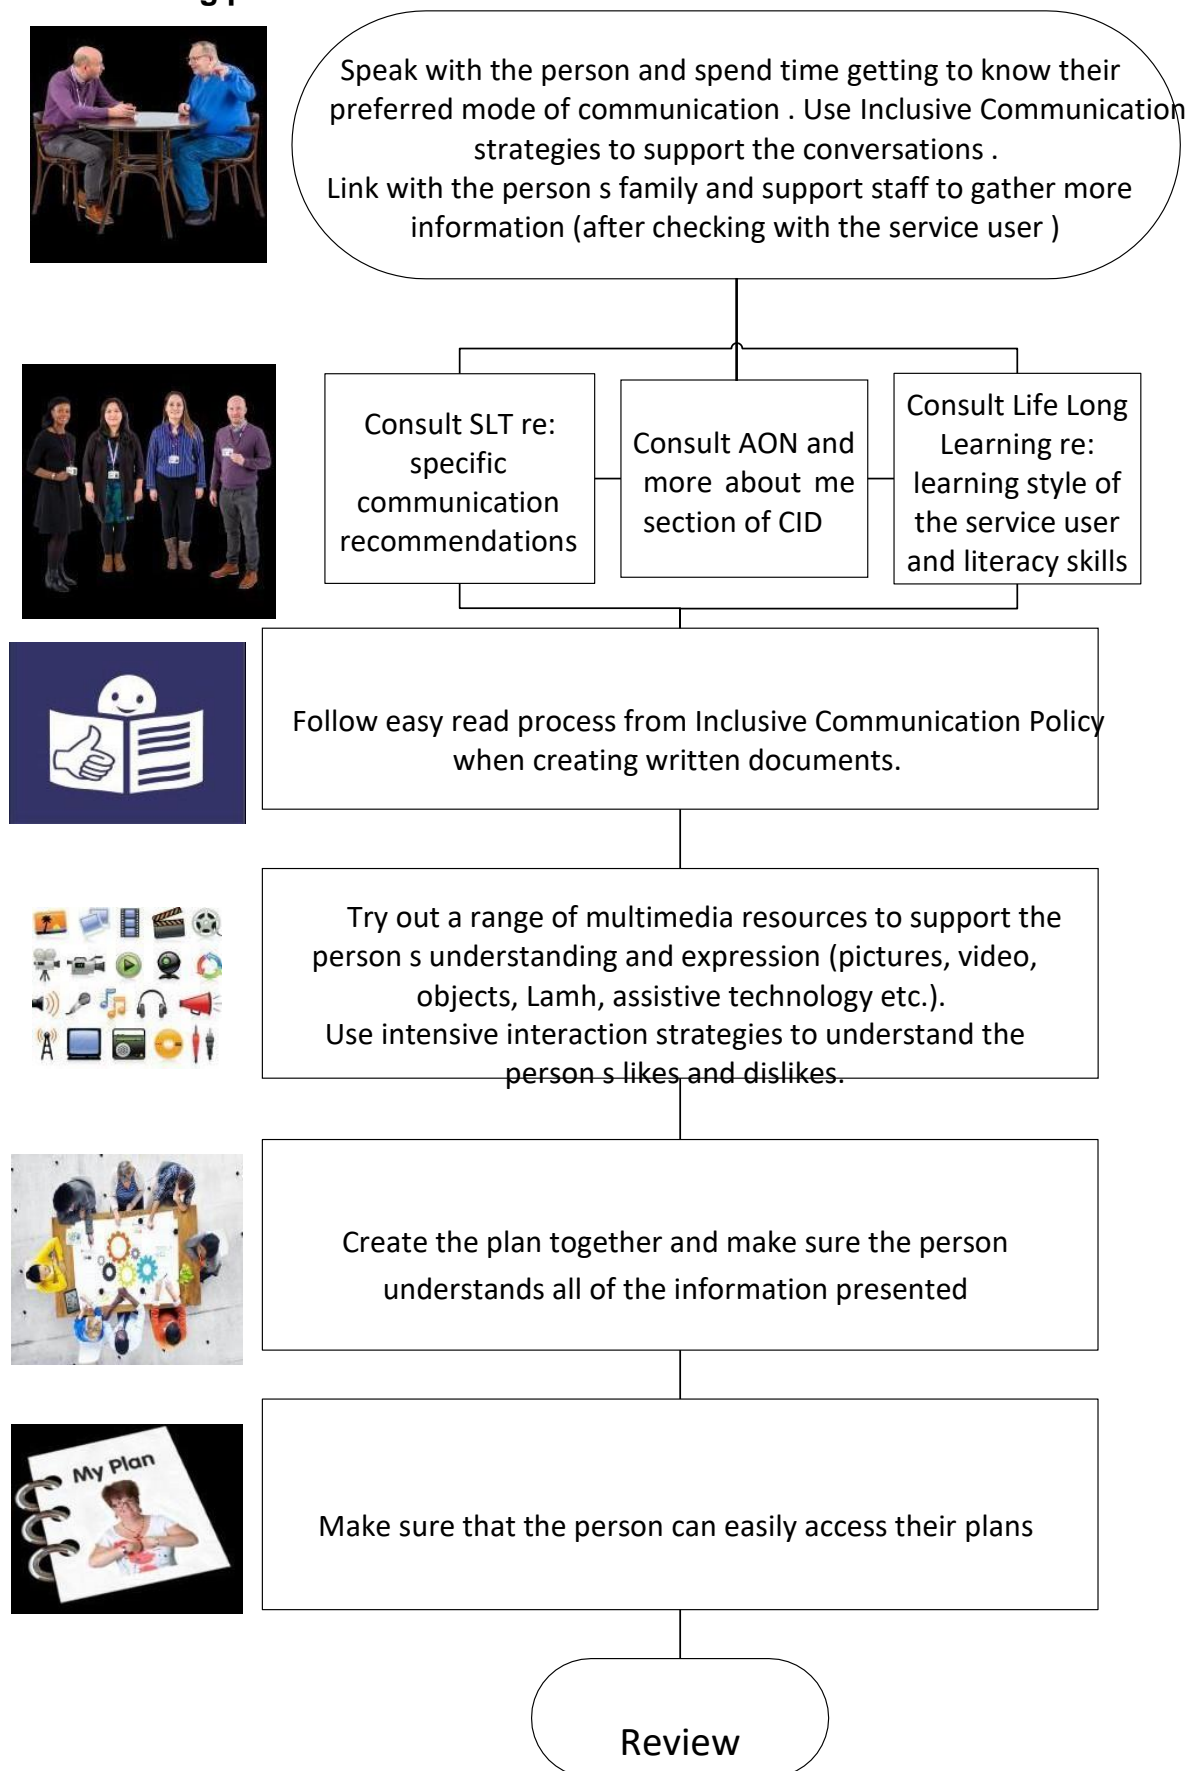 Speak with the person and spend time getting to know their
preferred mode of communication . Use Inclusive Communication
strategies to support the conversations .
Link with the person s family and support staff to gather more
information (after checking with the service user )
Consult SLT re:
specific
communication
recommendations
Consult AON and
more about me
section of CID
Consult Life Long
Learning re:
learning style of
the service user
and literacy skills
Follow easy read process from Inclusive Communication Policy
when creating written documents.
Try out a range of multimedia resources to support the
person s understanding and expression (pictures, video,
objects, Lamh, assistive technology etc.).
Use intensive interaction strategies to understand the
person s likes and dislikes.
Create the plan together and make sure the person
understands all of the information presented
My Plan
Make sure that the person can easily access their plans
Review